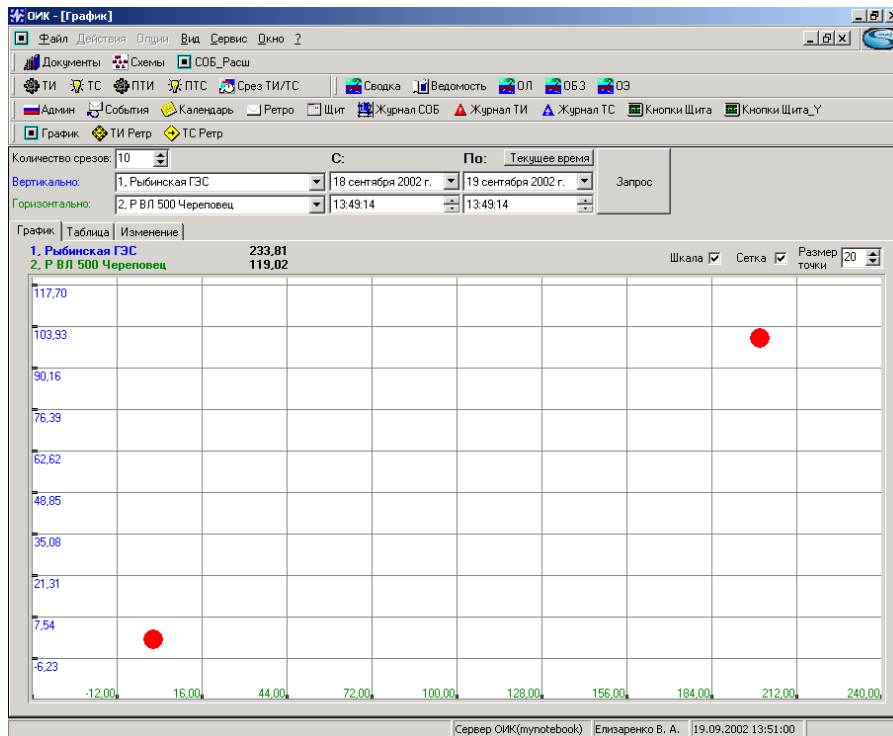 ОИК - [График]
Файл Действия Опции Вид Сервис Окно ?
Документы Схемы СОБ_Расш
ТИ ТС ПТИ ПТС Срез ТИ/ТС Сводка Ведомость ОЛ ОБЗ ОЭ
Админ События Календарь Ретро Щит Журнал СОБ Журнал ТИ Журнал ТС Кнопки Щита Кнопки Щита_Y
График ТИ Ретр ТС Ретр
Количество срезов: 10 С: По: Текущее время
Вертикально: 1, Рыбинская ГЭС 18 сентября 2002 г. 19 сентября 2002 г. Запрос
Горизонтально: 2, Р ВЛ 500 Череповец 13:49:14 13:49:14
График Таблица Изменение
1, Рыбинская ГЭС 233,81
2, Р ВЛ 500 Череповец 119,02
Шкала Сетка Размер точки 20
117,70
103,93
90,16
76,39
62,62
48,85
35,08
21,31
7,54
-6,23
-12,00 16,00 44,00 72,00 100,00 128,00 156,00 184,00 212,00 240,00
Сервер ОИК(mynotebook) Елизаренко В. А. 19.09.2002 13:51:00